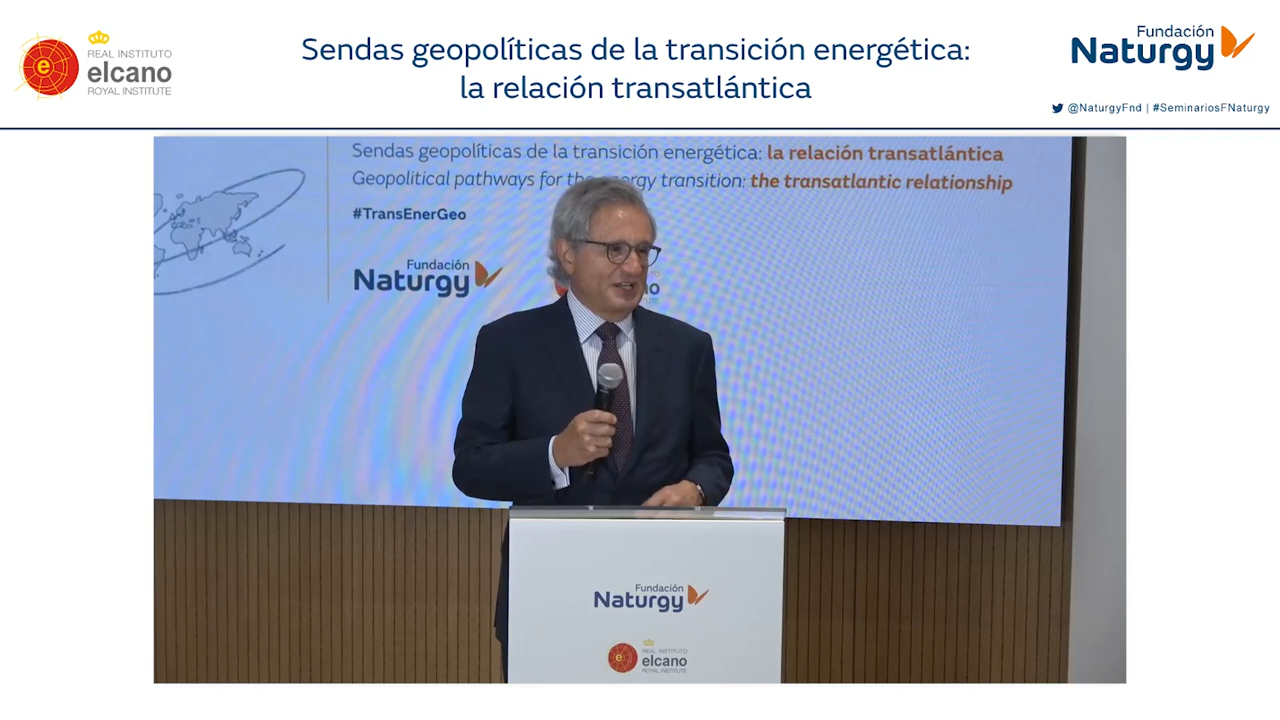 REAL INSTITUTO
elcano
ROYAL INSTITUTE
Sendas geopolíticas de la transición energética:
la relación transatlántica
Fundación
Naturgy
@NaturgyFnd | #SeminariosFNaturgy
Sendas geopolíticas de la transición energética: la relación transatlántica
Geopolitical pathways for the energy transition: the transatlantic relationship
#TransEnerGeo
Fundación
Naturgy
Fundación
Naturgy
REAL INSTITUTO
elcano
ROYAL INSTITUTE